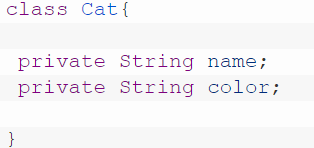 class Cat{
private String name;
private String color;
}